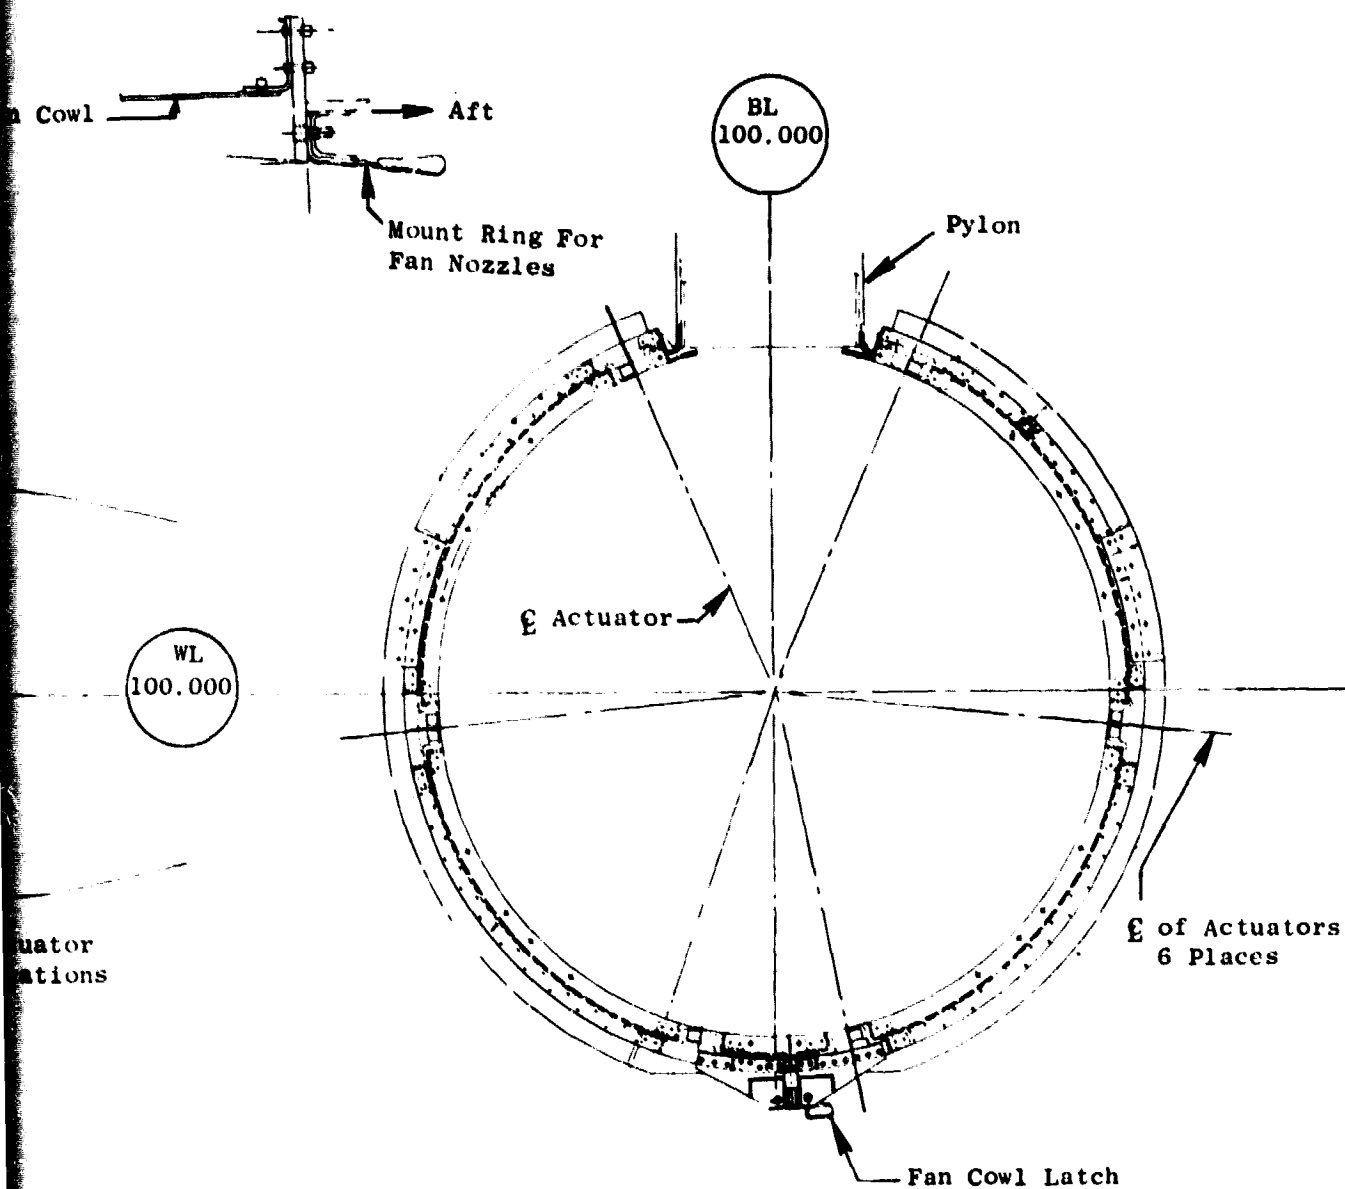 Cowl
Aft
Mount Ring For
Fan Nozzles
BL
100.000
Pylon
℄ Actuator
WL
100.000
℄ of Actuators
6 Places
uator
ations
Fan Cowl Latch